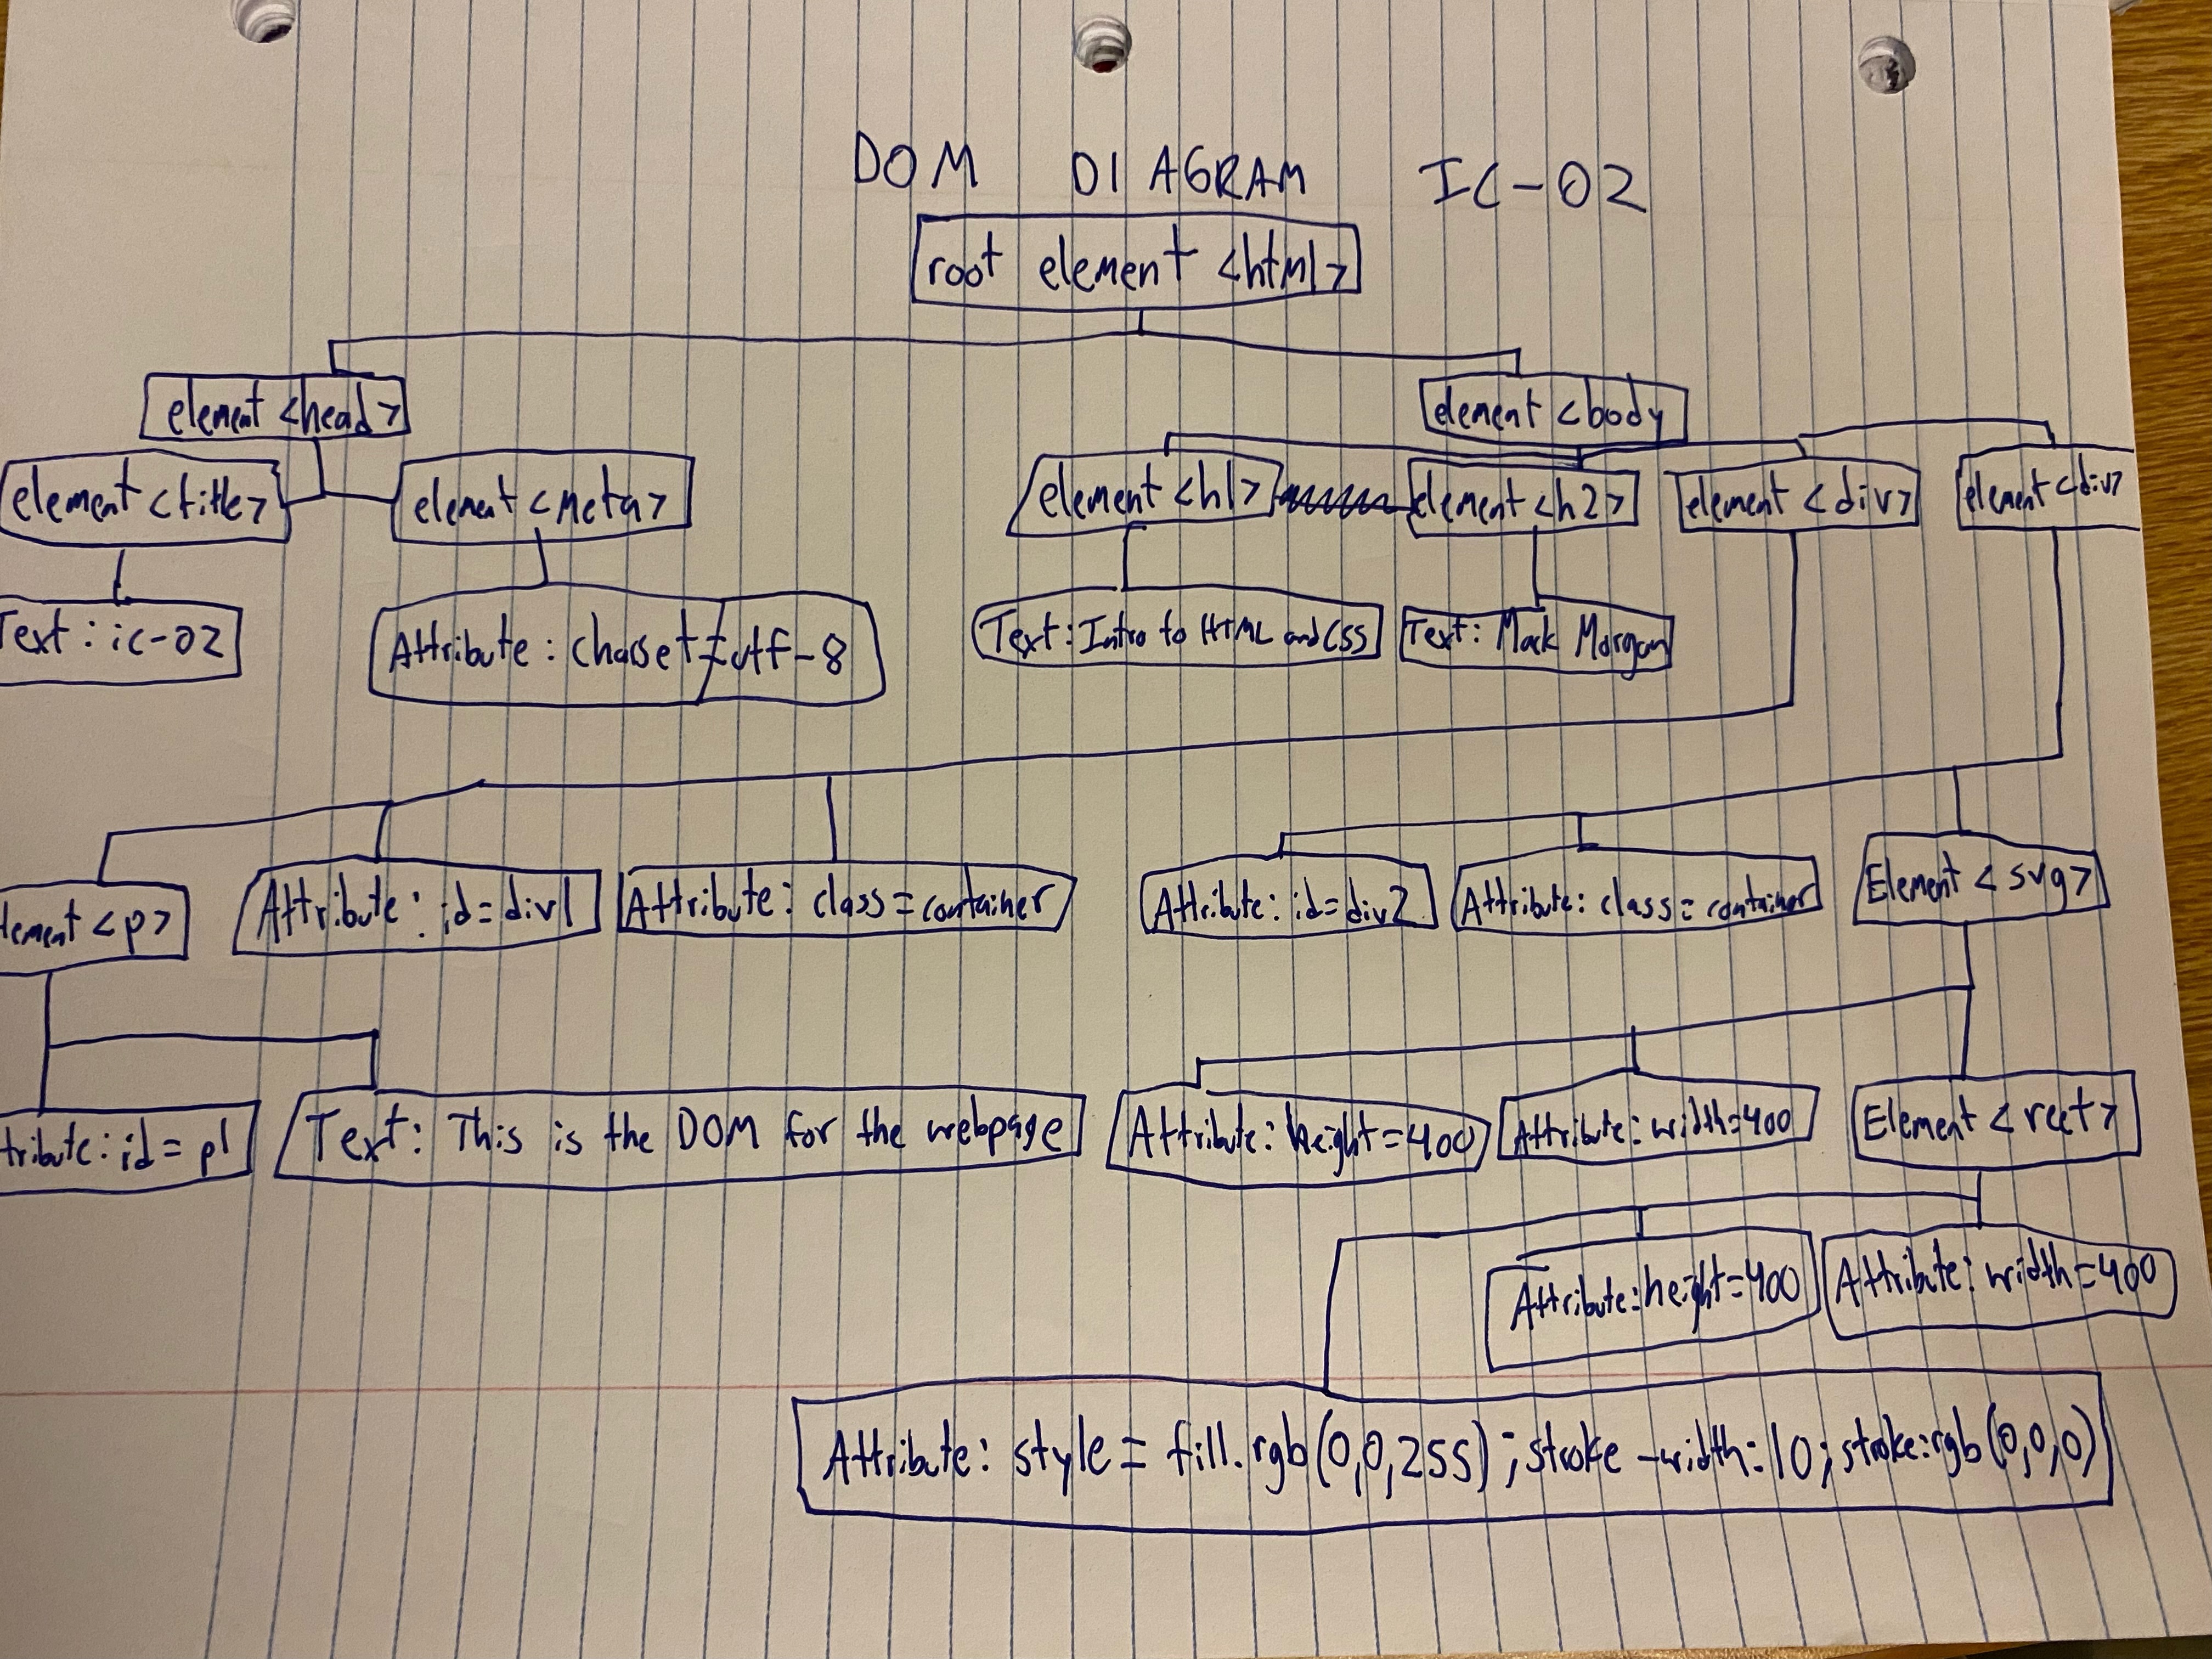 DOM DIAGRAM IC-02
root element <html>
element <head>
element <body
element <title>
element <meta>
element <h1>
element <h2>
element <div>
element <div>
Text: ic-02
Attribute: charset=utf-8
Text: Intro to HTML and CSS
Text: Mack Morgan
lement <p>
Attribute: id=div1
Attribute: class=container
Attribute: id=div2
Attribute: class=container
Element <svg>
tribute: id=p1
Text: This is the DOM for the webpage
Attribute: height=400
Attribute: width=400
Element <rect>
Attribute: height=400
Attribute: width=400
Attribute: style= fill.rgb(0,0,255);stroke-width:10;stroke:rgb(0,0,0)